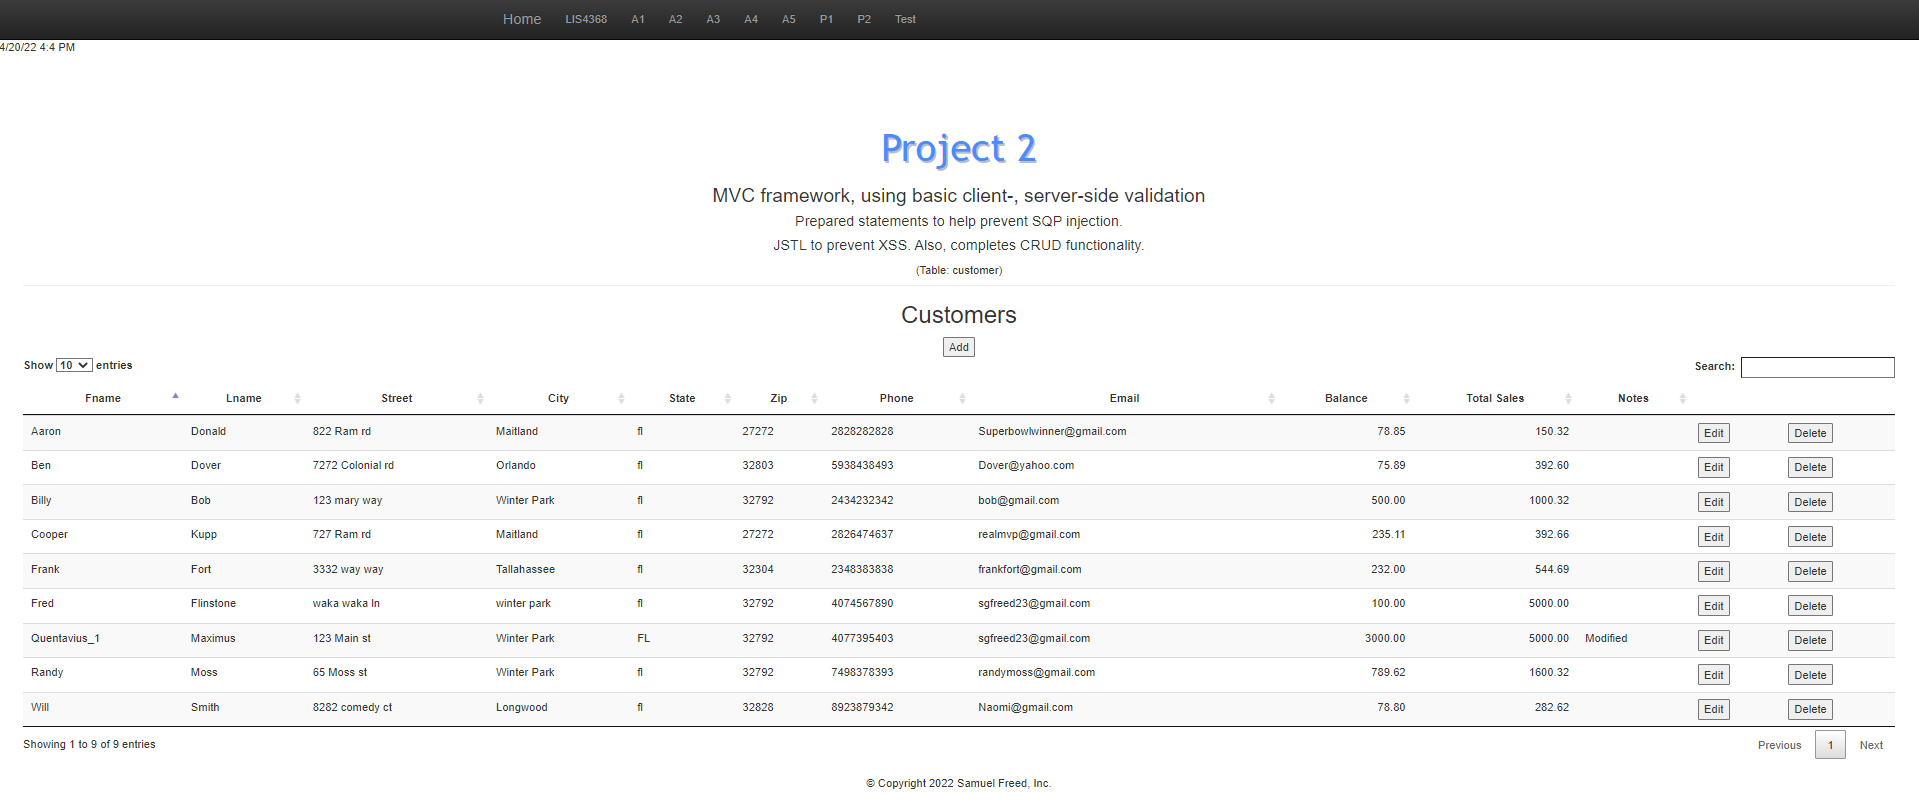 Home LIS4368 A1 A2 A3 A4 A5 P1 P2 Test
4/20/22 4:4 PM
Project 2
MVC framework, using basic client-, server-side validation
Prepared statements to help prevent SQP injection.
JSTL to prevent XSS. Also, completes CRUD functionality.
(Table: customer)
Customers
Add
Show 10 entries Search:
Fname Lname Street City State Zip Phone Email Balance Total Sales Notes
Aaron Donald 822 Ram rd Maitland fl 27272 2828282828 Superbowlwinner@gmail.com 78.85 150.32 Edit Delete
Ben Dover 7272 Colonial rd Orlando fl 32803 5938438493 Dover@yahoo.com 75.89 392.60 Edit Delete
Billy Bob 123 mary way Winter Park fl 32792 2434232342 bob@gmail.com 500.00 1000.32 Edit Delete
Cooper Kupp 727 Ram rd Maitland fl 27272 2826474637 realmvp@gmail.com 235.11 392.66 Edit Delete
Frank Fort 3332 way way Tallahassee fl 32304 2348383838 frankfort@gmail.com 232.00 544.69 Edit Delete
Fred Flinstone waka waka ln winter park fl 32792 4074567890 sgfreed23@gmail.com 100.00 5000.00 Edit Delete
Quentavius_1 Maximus 123 Main st Winter Park FL 32792 4077395403 sgfreed23@gmail.com 3000.00 5000.00 Modified Edit Delete
Randy Moss 65 Moss st Winter Park fl 32792 7498378393 randymoss@gmail.com 789.62 1600.32 Edit Delete
Will Smith 8282 comedy ct Longwood fl 32828 8923879342 Naomi@gmail.com 78.80 282.62 Edit Delete
Showing 1 to 9 of 9 entries Previous 1 Next
© Copyright 2022 Samuel Freed, Inc.